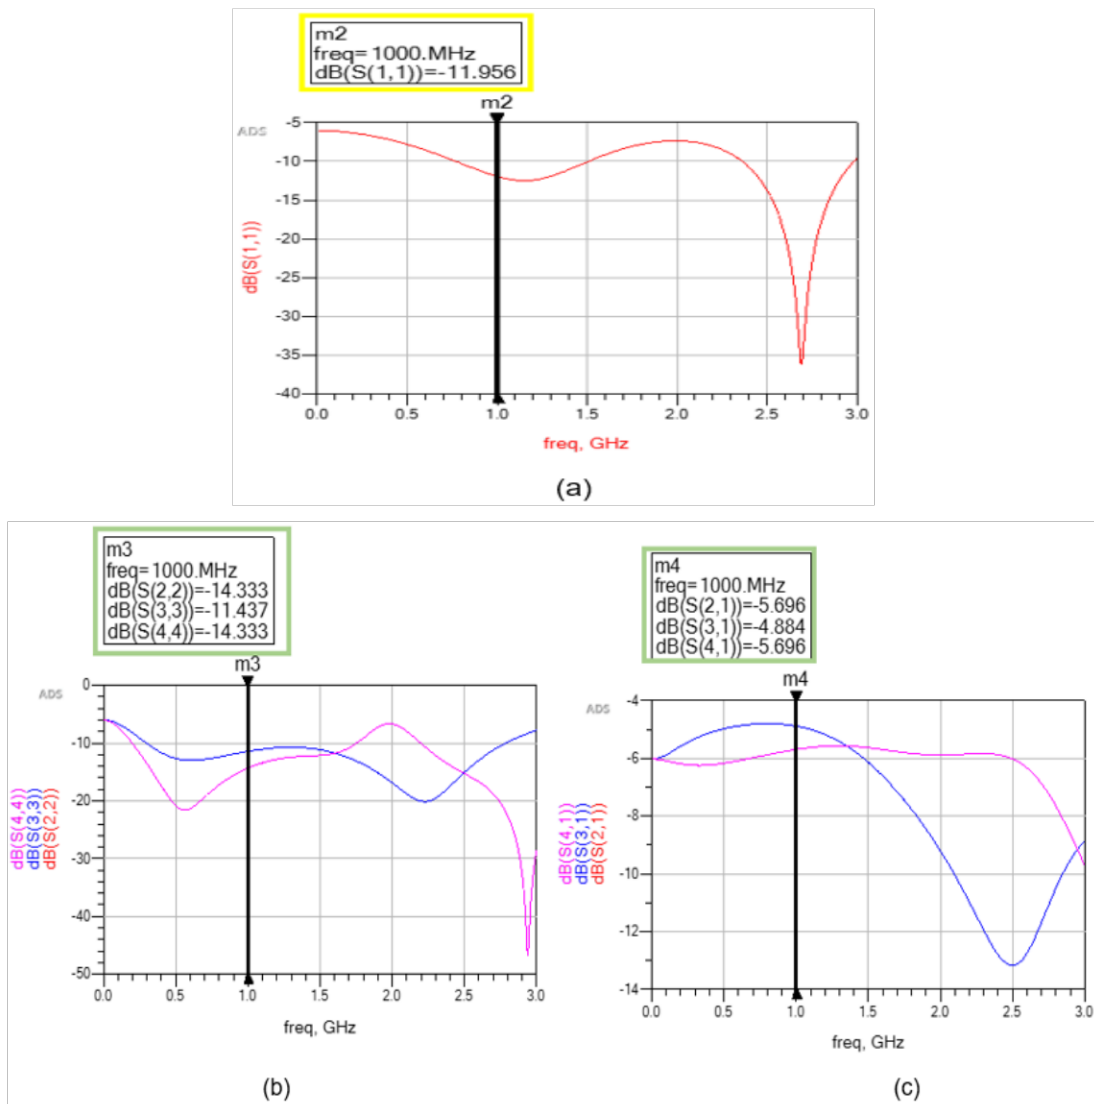 m2
freq= 1000.MHz
dB(S(1,1))=-11.956
m2
ADS
-5
-10
-15
-20
-25
-30
-35
-40
dB(S(1,1))
0.0 0.5 1.0 1.5 2.0 2.5 3.0
freq, GHz
(a)
m3
freq= 1000.MHz
dB(S(2,2))=-14.333
dB(S(3,3))=-11.437
dB(S(4,4))=-14.333
m3
ADS
0
-10
-20
-30
-40
-50
dB(S(4,4))
dB(S(3,3))
dB(S(2,2))
0.0 0.5 1.0 1.5 2.0 2.5 3.0
freq, GHz
(b)
m4
freq= 1000.MHz
dB(S(2,1))=-5.696
dB(S(3,1))=-4.884
dB(S(4,1))=-5.696
m4
ADS
-4
-6
-8
-10
-12
-14
dB(S(4,1))
dB(S(3,1))
dB(S(2,1))
0.0 0.5 1.0 1.5 2.0 2.5 3.0
freq, GHz
(c)